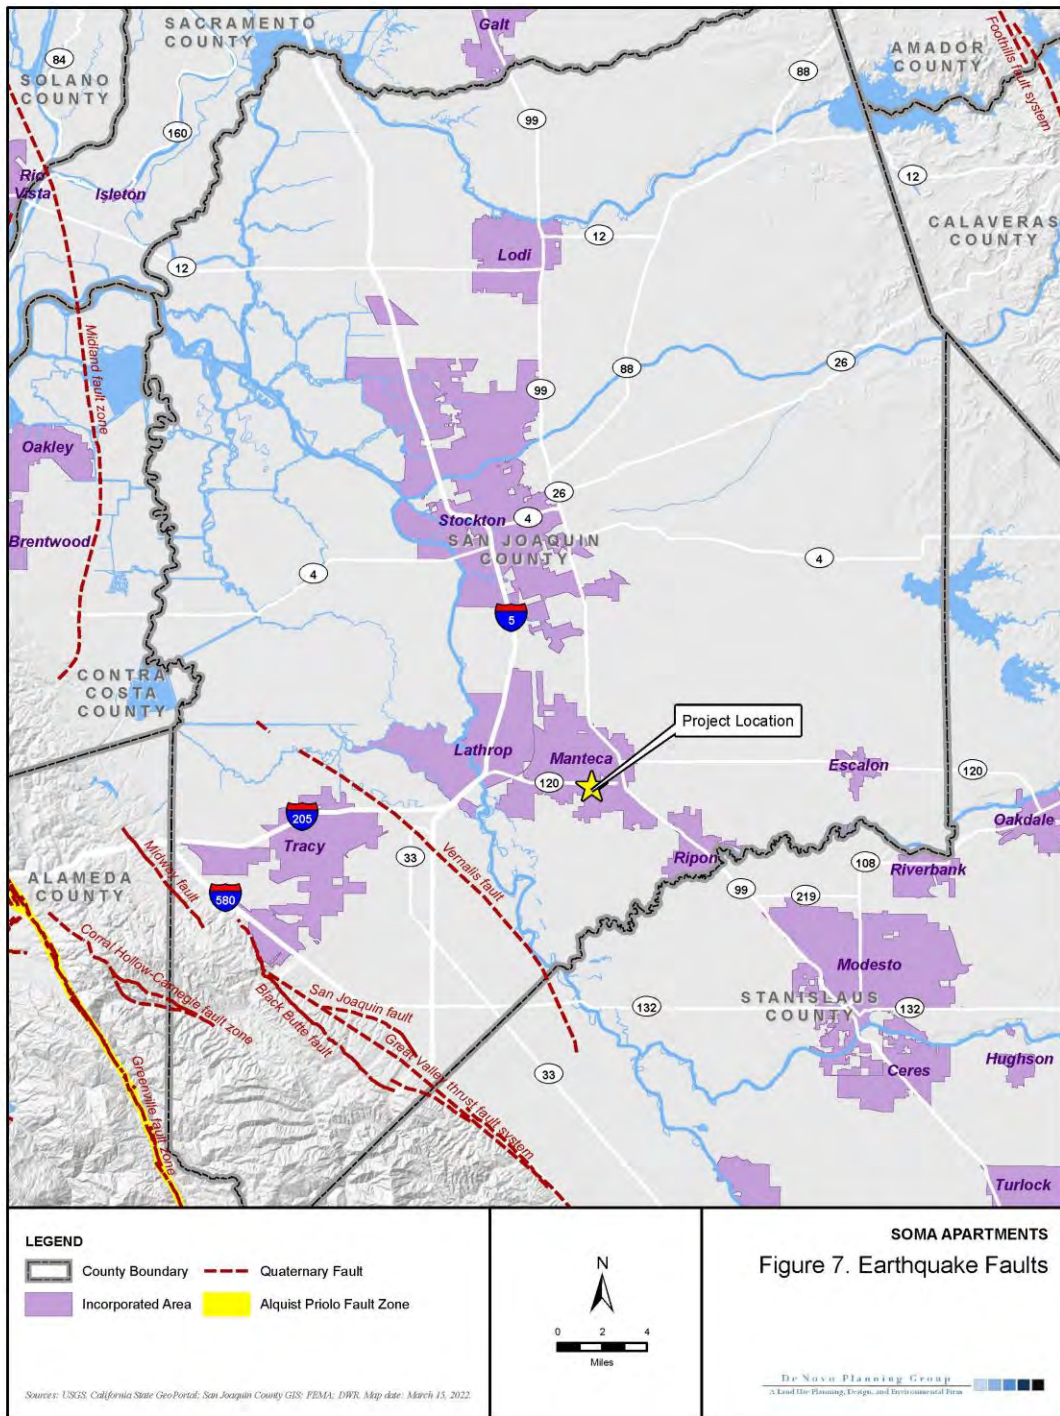 SACRAMENTO
COUNTY
Galt
AMADOR
COUNTY
Foothills fault system
84
SOLANO
COUNTY
88
99
160
Rio
Vista
Isleton
12
CALAVERAS
COUNTY
12
Lodi
12
Midland fault zone
26
88
99
Oakley
26
Stockton
4
SAN JOAQUIN
COUNTY
Brentwood
4
4
5
CONTRA
COSTA
COUNTY
Project Location
Lathrop
Manteca
Escalon
120
120
205
Oakdale
Tracy
33
Vernalis fault
Ripon
108
Riverbank
Midway fault
ALAMEDA
COUNTY
580
99
219
Corral Hollow-Carnegie fault zone
Modesto
San Joaquin fault
Black Butte fault
132
STANISLAUS
COUNTY
132
Great Valley thrust fault system
Greenville fault zone
33
Ceres
Hughson
Turlock
LEGEND
County Boundary
Quaternary Fault
Incorporated Area
Alquist Priolo Fault Zone
N
0 2 4
Miles
SOMA APARTMENTS
Figure 7. Earthquake Faults
Sources: USGS; California State GeoPortal; San Joaquin County GIS; FEMA; DWR. Map date: March 15, 2022.
De Novo Planning Group
A Land Use Planning, Design, and Environmental Firm